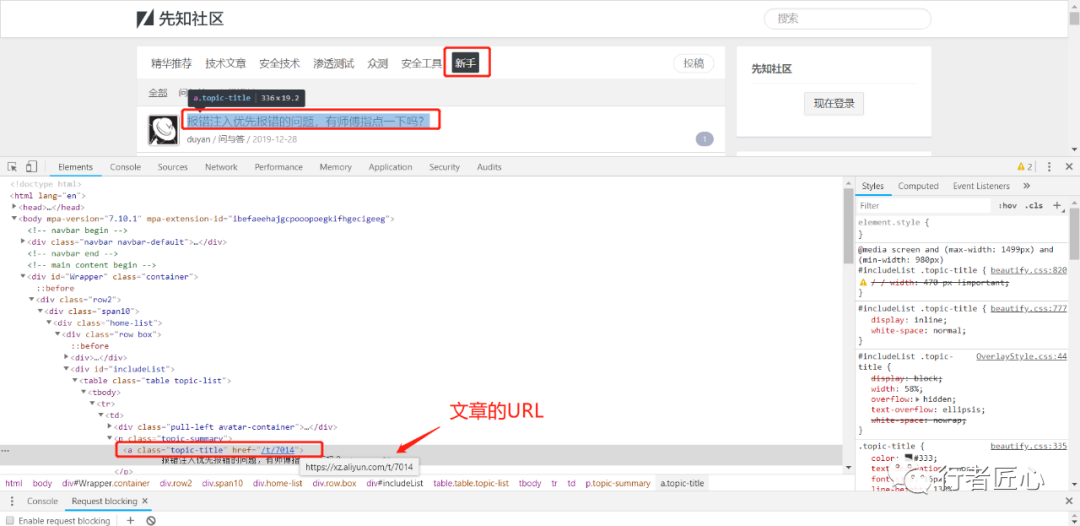 先知社区
搜索
精华推荐 技术文章 安全技术 渗透测试 众测 安全工具 新手 投稿
先知社区
全部
a.topic-title 336×19.2
现在登录
报错注入优先报错的问题，有师傅指点一下吗？
duyan / 问与答 / 2019-12-28
1
Elements Console Sources Network Performance Memory Application Security Audits
2
<!doctype html>
<html lang="en">
<head>…</head>
<body mpa-version="7.10.1" mpa-extension-id="ibefaeehajgcpooopoegkifhgecigeeg">
<!-- navbar begin -->
<div class="navbar navbar-default">…</div>
<!-- navbar end -->
<!-- main content begin -->
<div id="Wrapper" class="container">
::before
<div class="row2">
<div class="span10">
<div class="home-list">
<div class="row box">
::before
<div>…</div>
<div id="includeList">
<table class="table topic-list">
<tbody>
<tr>
<td>
<div class="pull-left avatar-container">…</div>
<p class="topic-summary">
<a class="topic-title" href="/t/7014">
报错注入优先报错的问题，有师傅指
</p>
文章的URL
https://xz.aliyun.com/t/7014
html body div#Wrapper.container div.row2 div.span10 div.home-list div.row.box div#includeList table.table.topic-list tbody tr td p.topic-summary a.topic-title
Styles Computed Event Listeners »
Filter :hov .cls +
element.style {
}
@media screen and (max-width: 1499px) and
(min-width: 980px)
#includeList .topic-title { beautify.css:820
/ / width: 470 px !important;
}
#includeList .topic-title { beautify.css:777
display: inline;
white-space: normal;
}
#includeList .topic- OverlayStyle.css:44
title {
display: block;
width: 58%;
overflow: hidden;
text-overflow: ellipsis;
white-space: nowrap;
}
.topic-title { beautify.css:335
color: #333;
行者匠心
Console Request blocking ×
Enable request blocking